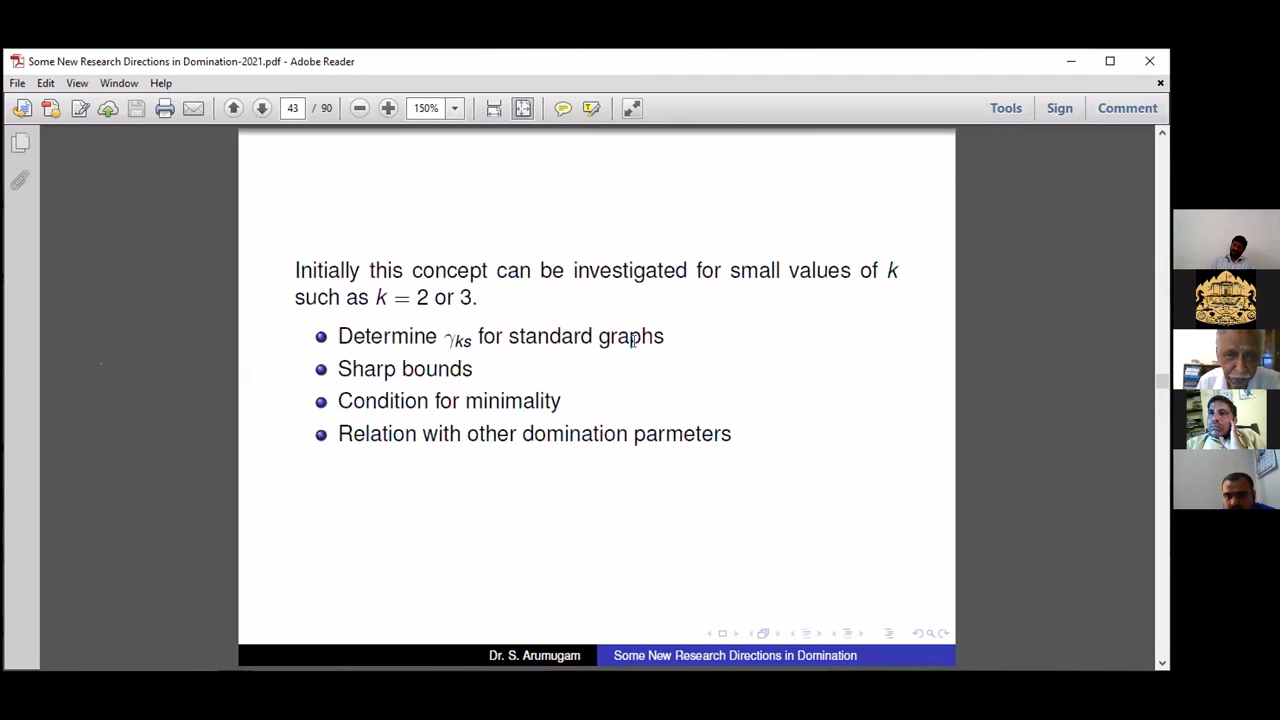 Some New Research Directions in Domination-2021.pdf - Adobe Reader
File Edit View Window Help
43 / 90 150% Tools Sign Comment
Initially this concept can be investigated for small values of k
such as k = 2 or 3.
Determine γks for standard graphs
Sharp bounds
Condition for minimality
Relation with other domination parmeters
Dr. S. Arumugam Some New Research Directions in Domination